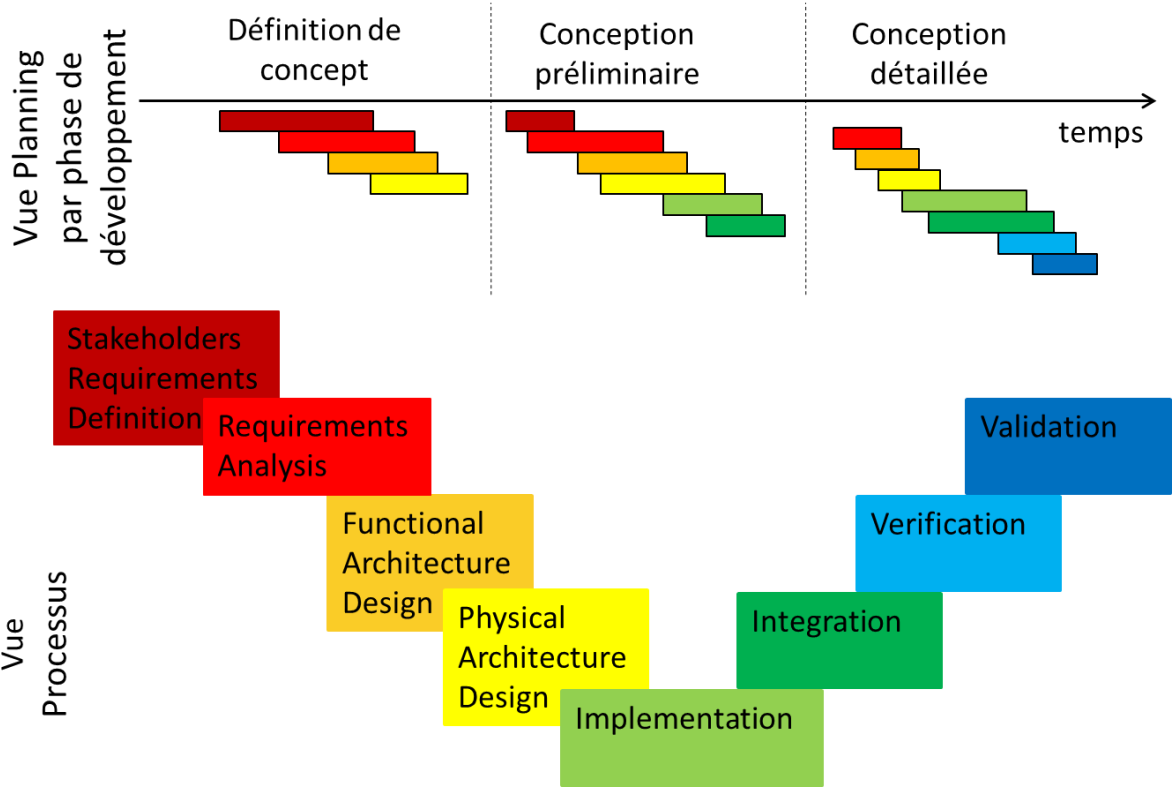 Vue Planning
par phase de
développement
Définition de
concept
Conception
préliminaire
Conception
détaillée
temps
Vue
Processus
Stakeholders
Requirements
Definition
Requirements
Analysis
Functional
Architecture
Design
Physical
Architecture
Design
Implementation
Integration
Verification
Validation